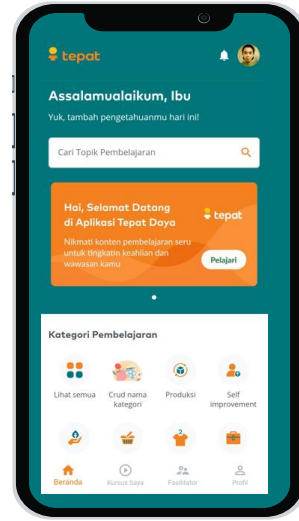 tepat
Assalamualaikum, Ibu
Yuk, tambah pengetahuanmu hari ini!
Cari Topik Pembelajaran
Hai, Selamat Datang
di Aplikasi Tepat Daya
tepat
Nikmati konten pembelajaran seru
untuk tingkatin keahlian dan
wawasan kamu
Pelajari
Kategori Pembelajaran
Lihat semua
Crud nama
kategori
Produksi
Self
improvement
2
Beranda
Kursus Saya
Fasilitator
Profil